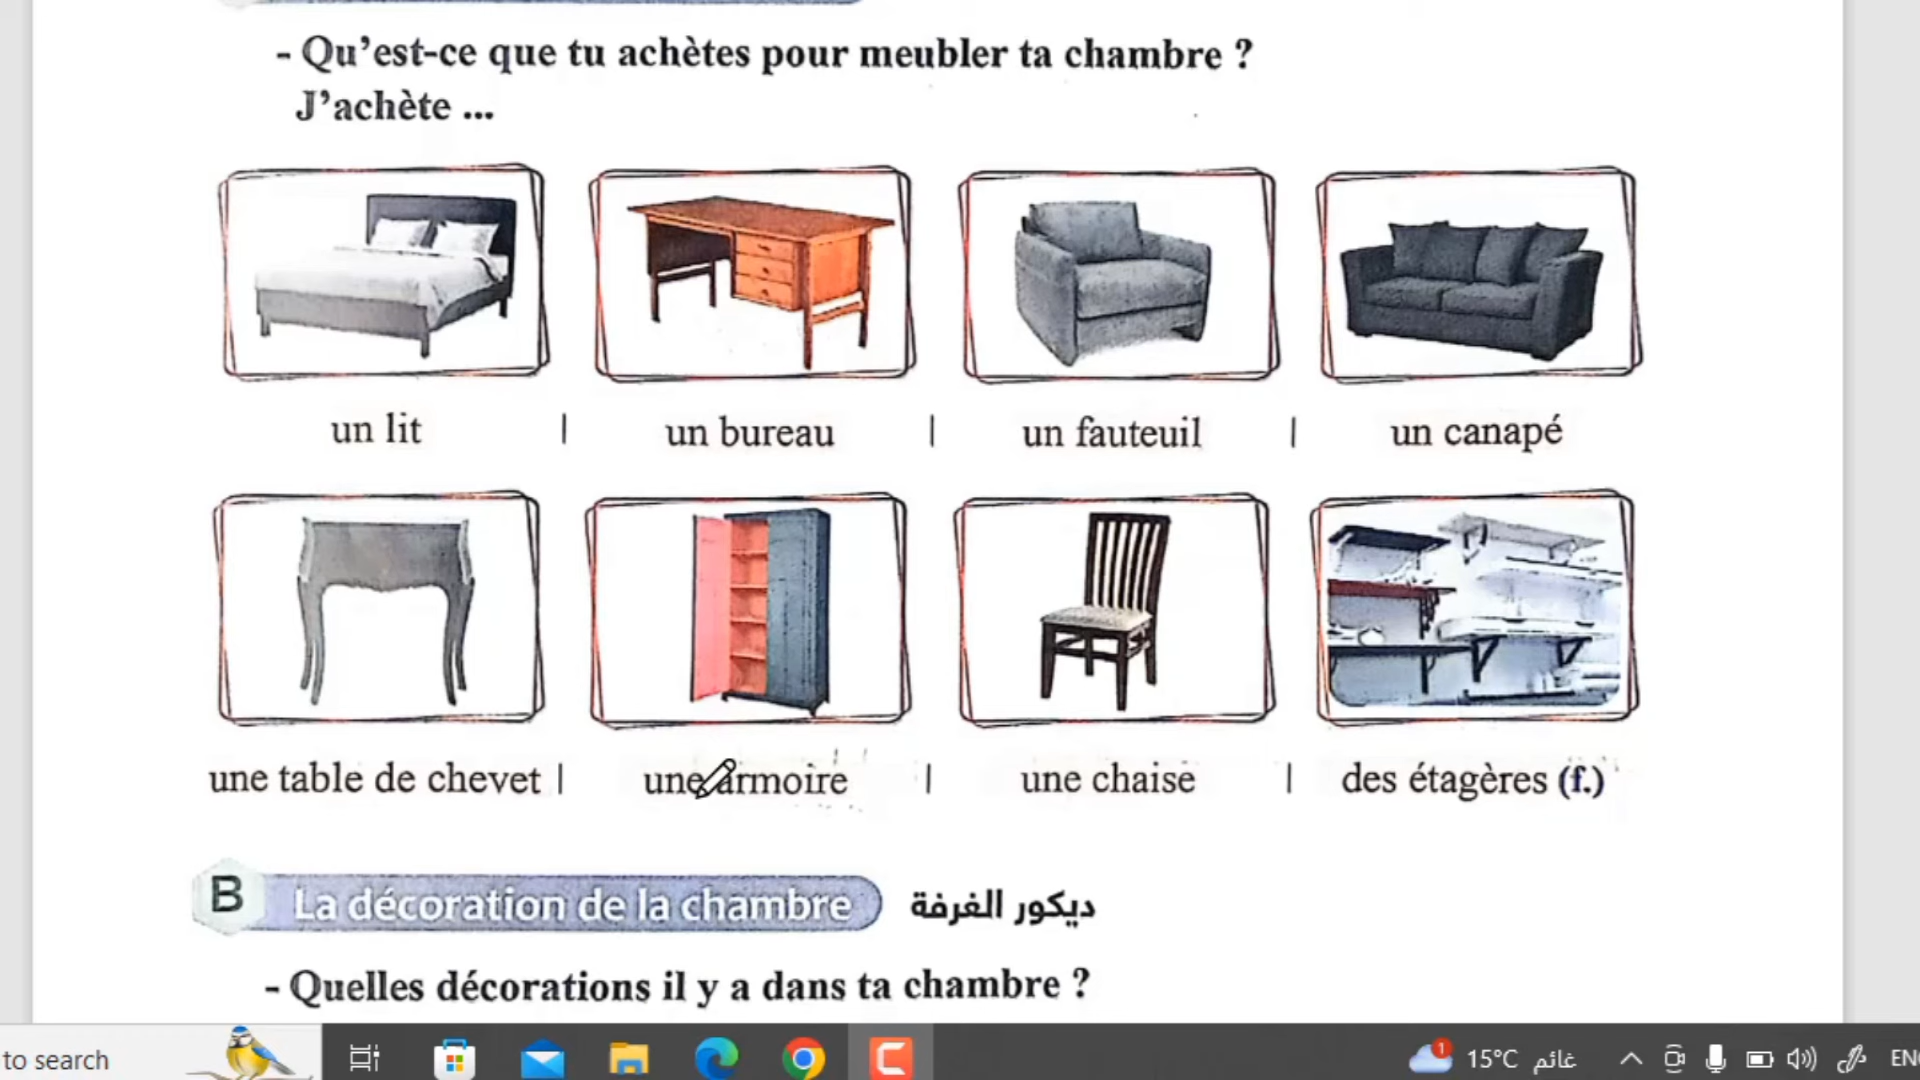 - Qu’est-ce que tu achètes pour meubler ta chambre ?
J’achète ...
un lit | un bureau | un fauteuil | un canapé
une table de chevet | une armoire | une chaise | des étagères (f.)
B La décoration de la chambre ديكور الغرفة
- Quelles décorations il y a dans ta chambre ?
to search 1 15°C غائم ENG